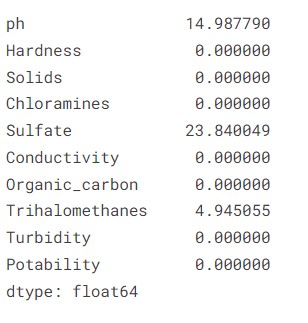 ph 14.987790
Hardness 0.000000
Solids 0.000000
Chloramines 0.000000
Sulfate 23.840049
Conductivity 0.000000
Organic_carbon 0.000000
Trihalomethanes 4.945055
Turbidity 0.000000
Potability 0.000000
dtype: float64